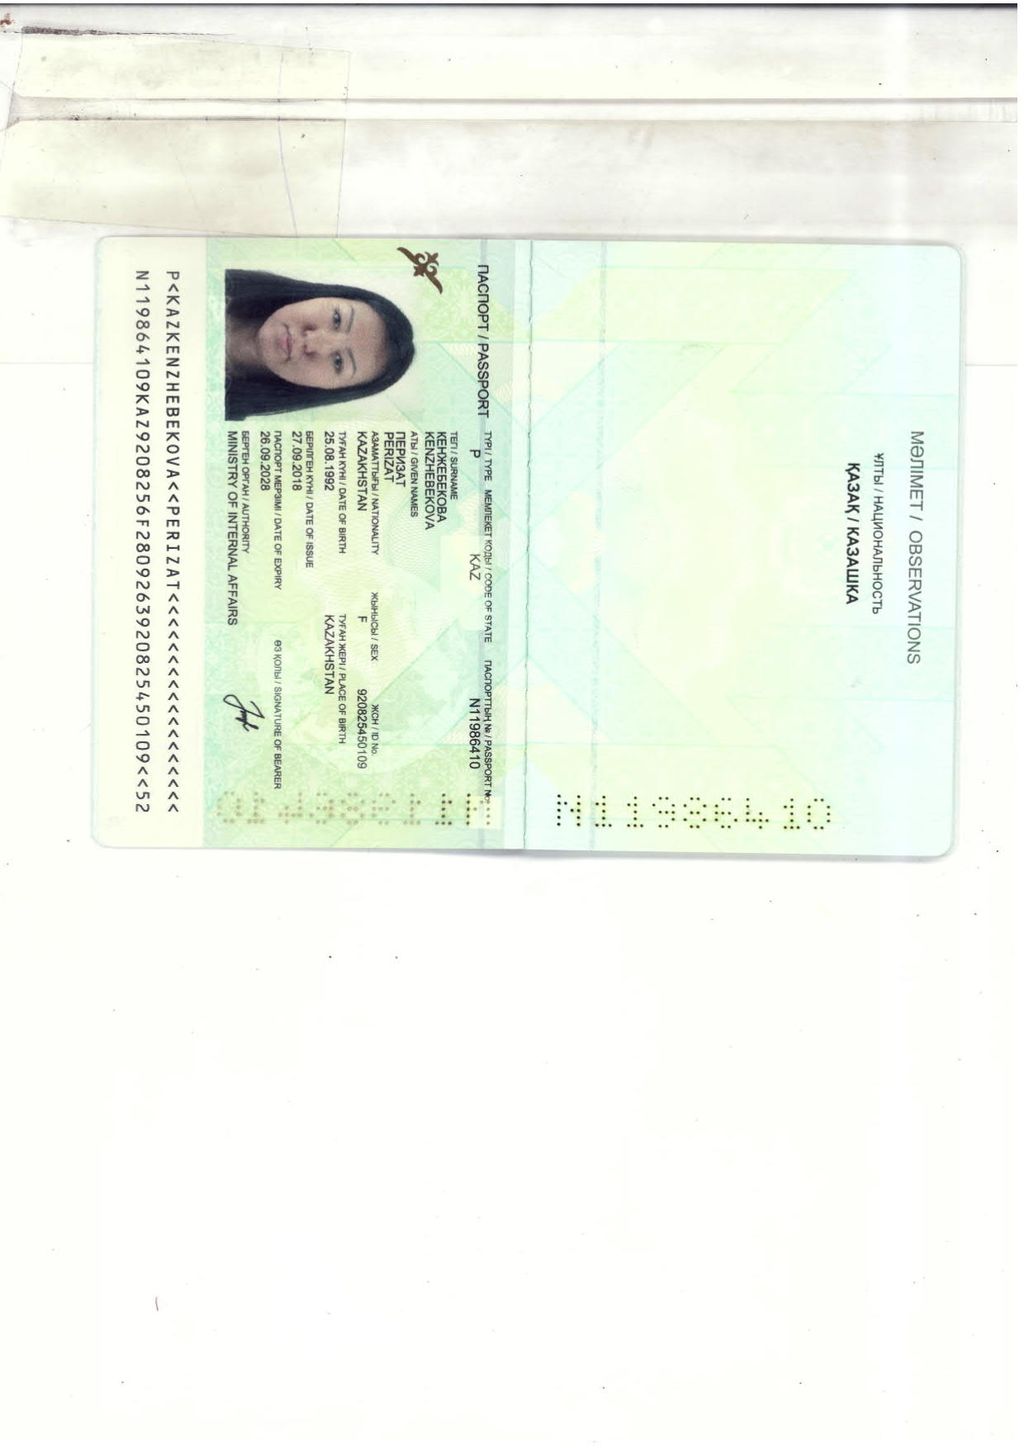 МӘЛІМЕТ / OBSERVATIONS
ҰЛТЫ / НАЦИОНАЛЬНОСТЬ
ҚАЗАҚ / КАЗАШКА
N11986410
ПАСПОРТ / PASSPORT
ТҮРІ / TYPE МЕМЛЕКЕТ КОДЫ / CODE OF STATE ПАСПОРТТЫҢ № / PASSPORT №
P KAZ N11986410
ТЕГІ / SURNAME
КЕНЖЕБЕКОВА
KENZHEBEKOVA
АТЫ / GIVEN NAMES
ПЕРИЗАТ
PERIZAT
АЗАМАТТЫҒЫ / NATIONALITY ЖЫНЫСЫ / SEX ЖСН / ID No.
KAZAKHSTAN F 920825450109
ТУҒАН КҮНІ / DATE OF BIRTH ТУҒАН ЖЕРІ / PLACE OF BIRTH
25.08.1992 KAZAKHSTAN
БЕРІЛГЕН КҮНІ / DATE OF ISSUE
27.09.2018
ПАСПОРТ МЕРЗІМІ / DATE OF EXPIRY ӨЗ ҚОЛЫ / SIGNATURE OF BEARER
26.09.2028
БЕРГЕН ОРГАН / AUTHORITY
MINISTRY OF INTERNAL AFFAIRS
P<KAZKENZHEBEKOVA<<PERIZAT<<<<<<<<<<<<<<<<<<
N119864109KAZ9208256F2809263920825450109<<52